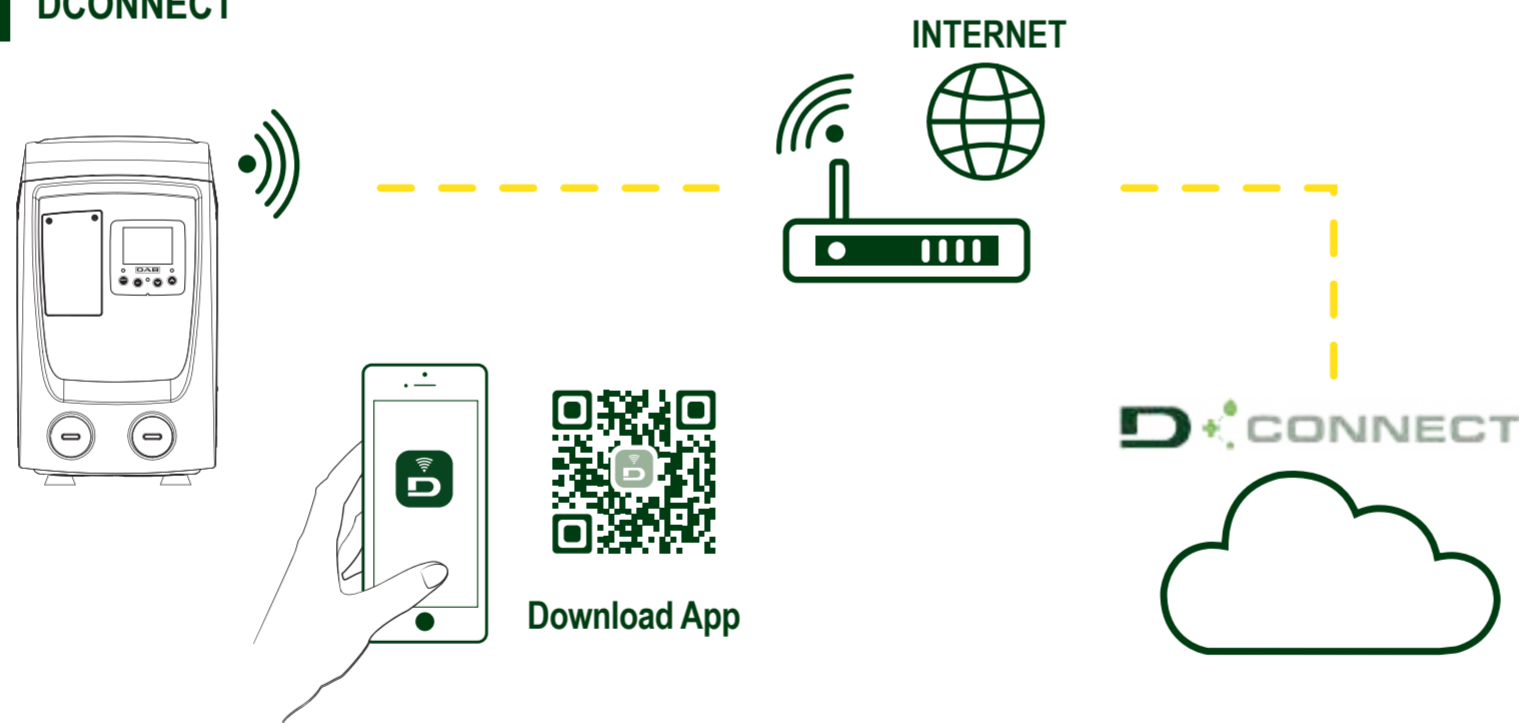 DCONNECT
INTERNET
DAB
D CONNECT
D
D
Download App